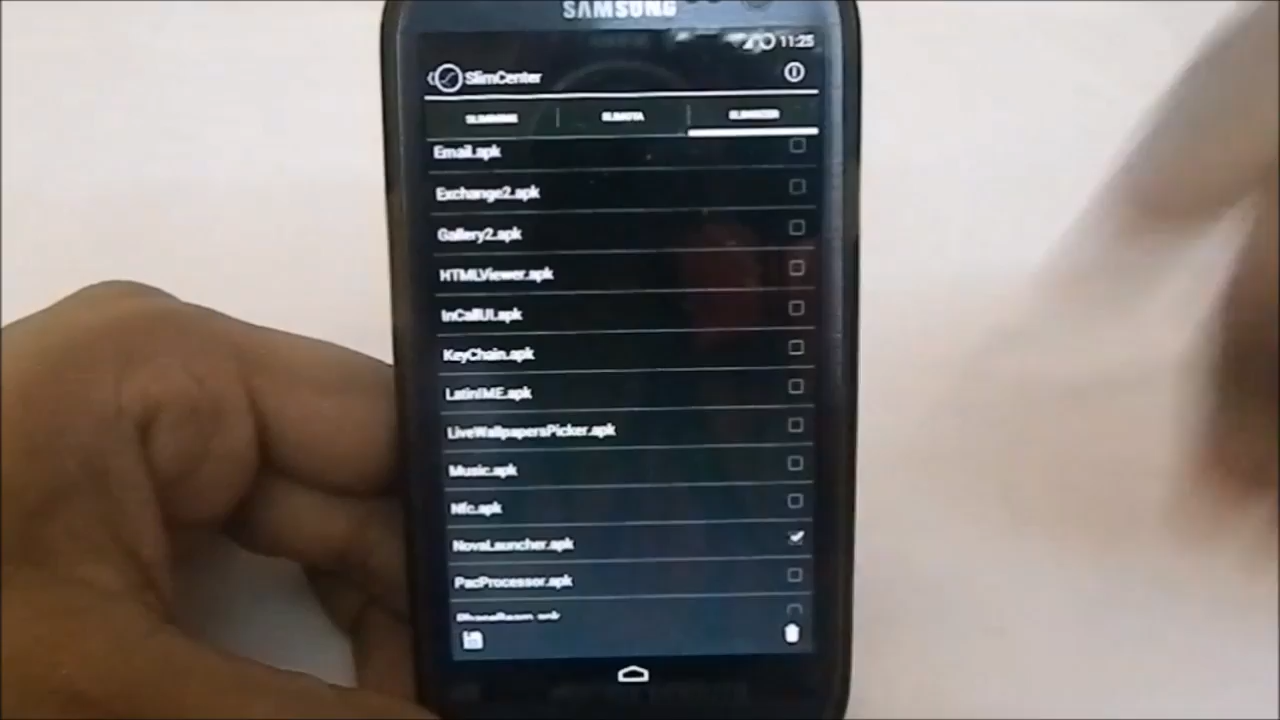 SAMSUNG
11:25
SlimCenter
SLIMOTA
Email.apk
Exchange2.apk
Gallery2.apk
HTMLViewer.apk
InCallUI.apk
KeyChain.apk
LatinIME.apk
LiveWallpapersPicker.apk
Music.apk
Nfc.apk
NovaLauncher.apk
PacProcessor.apk